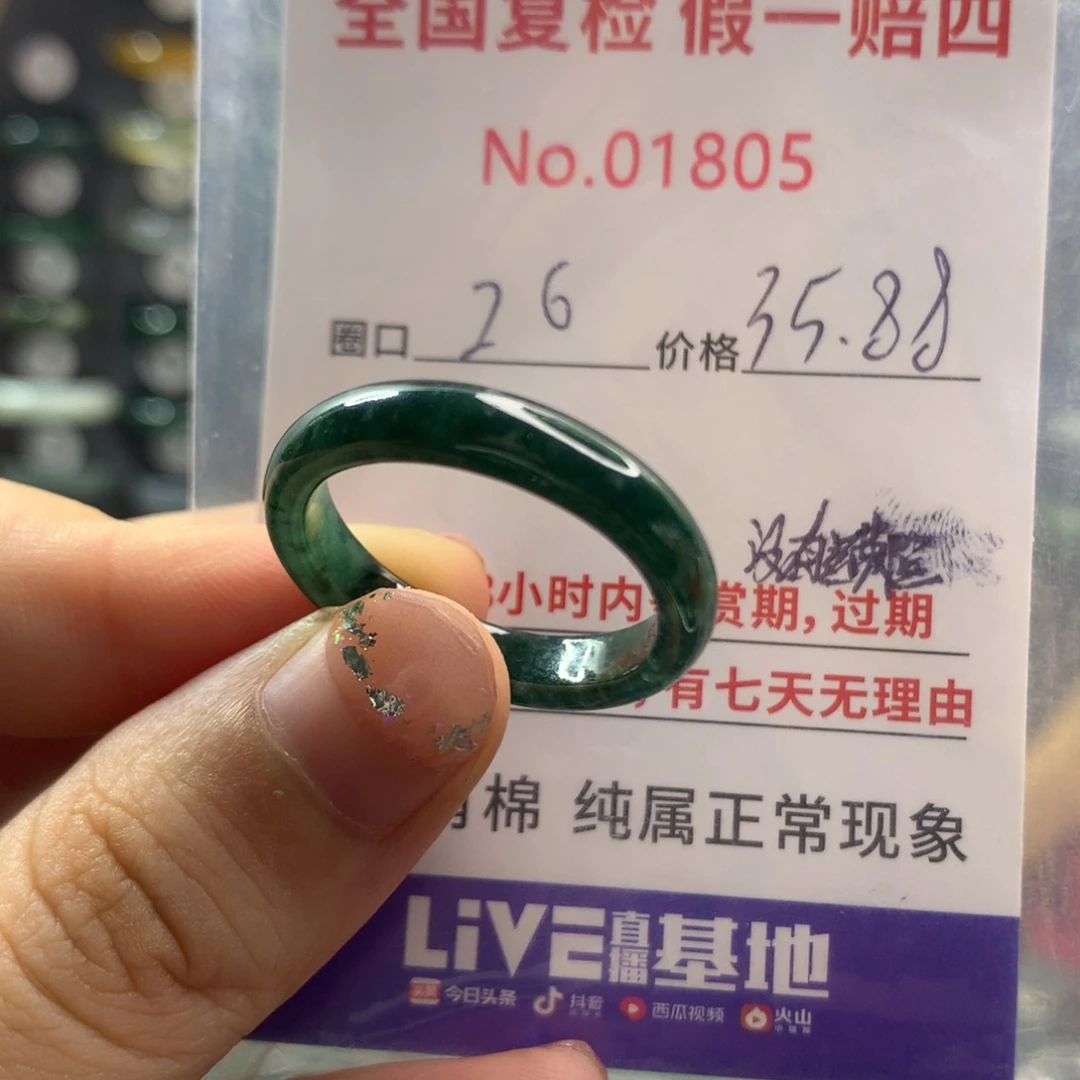 全国复检 假一赔四
No.01805
圈口 26 价格 35.88
没有
小时内 赏期,过期
有七天无理由
有棉 纯属正常现象
LiVE直播基地
今日头条 抖音 西瓜视频 火山